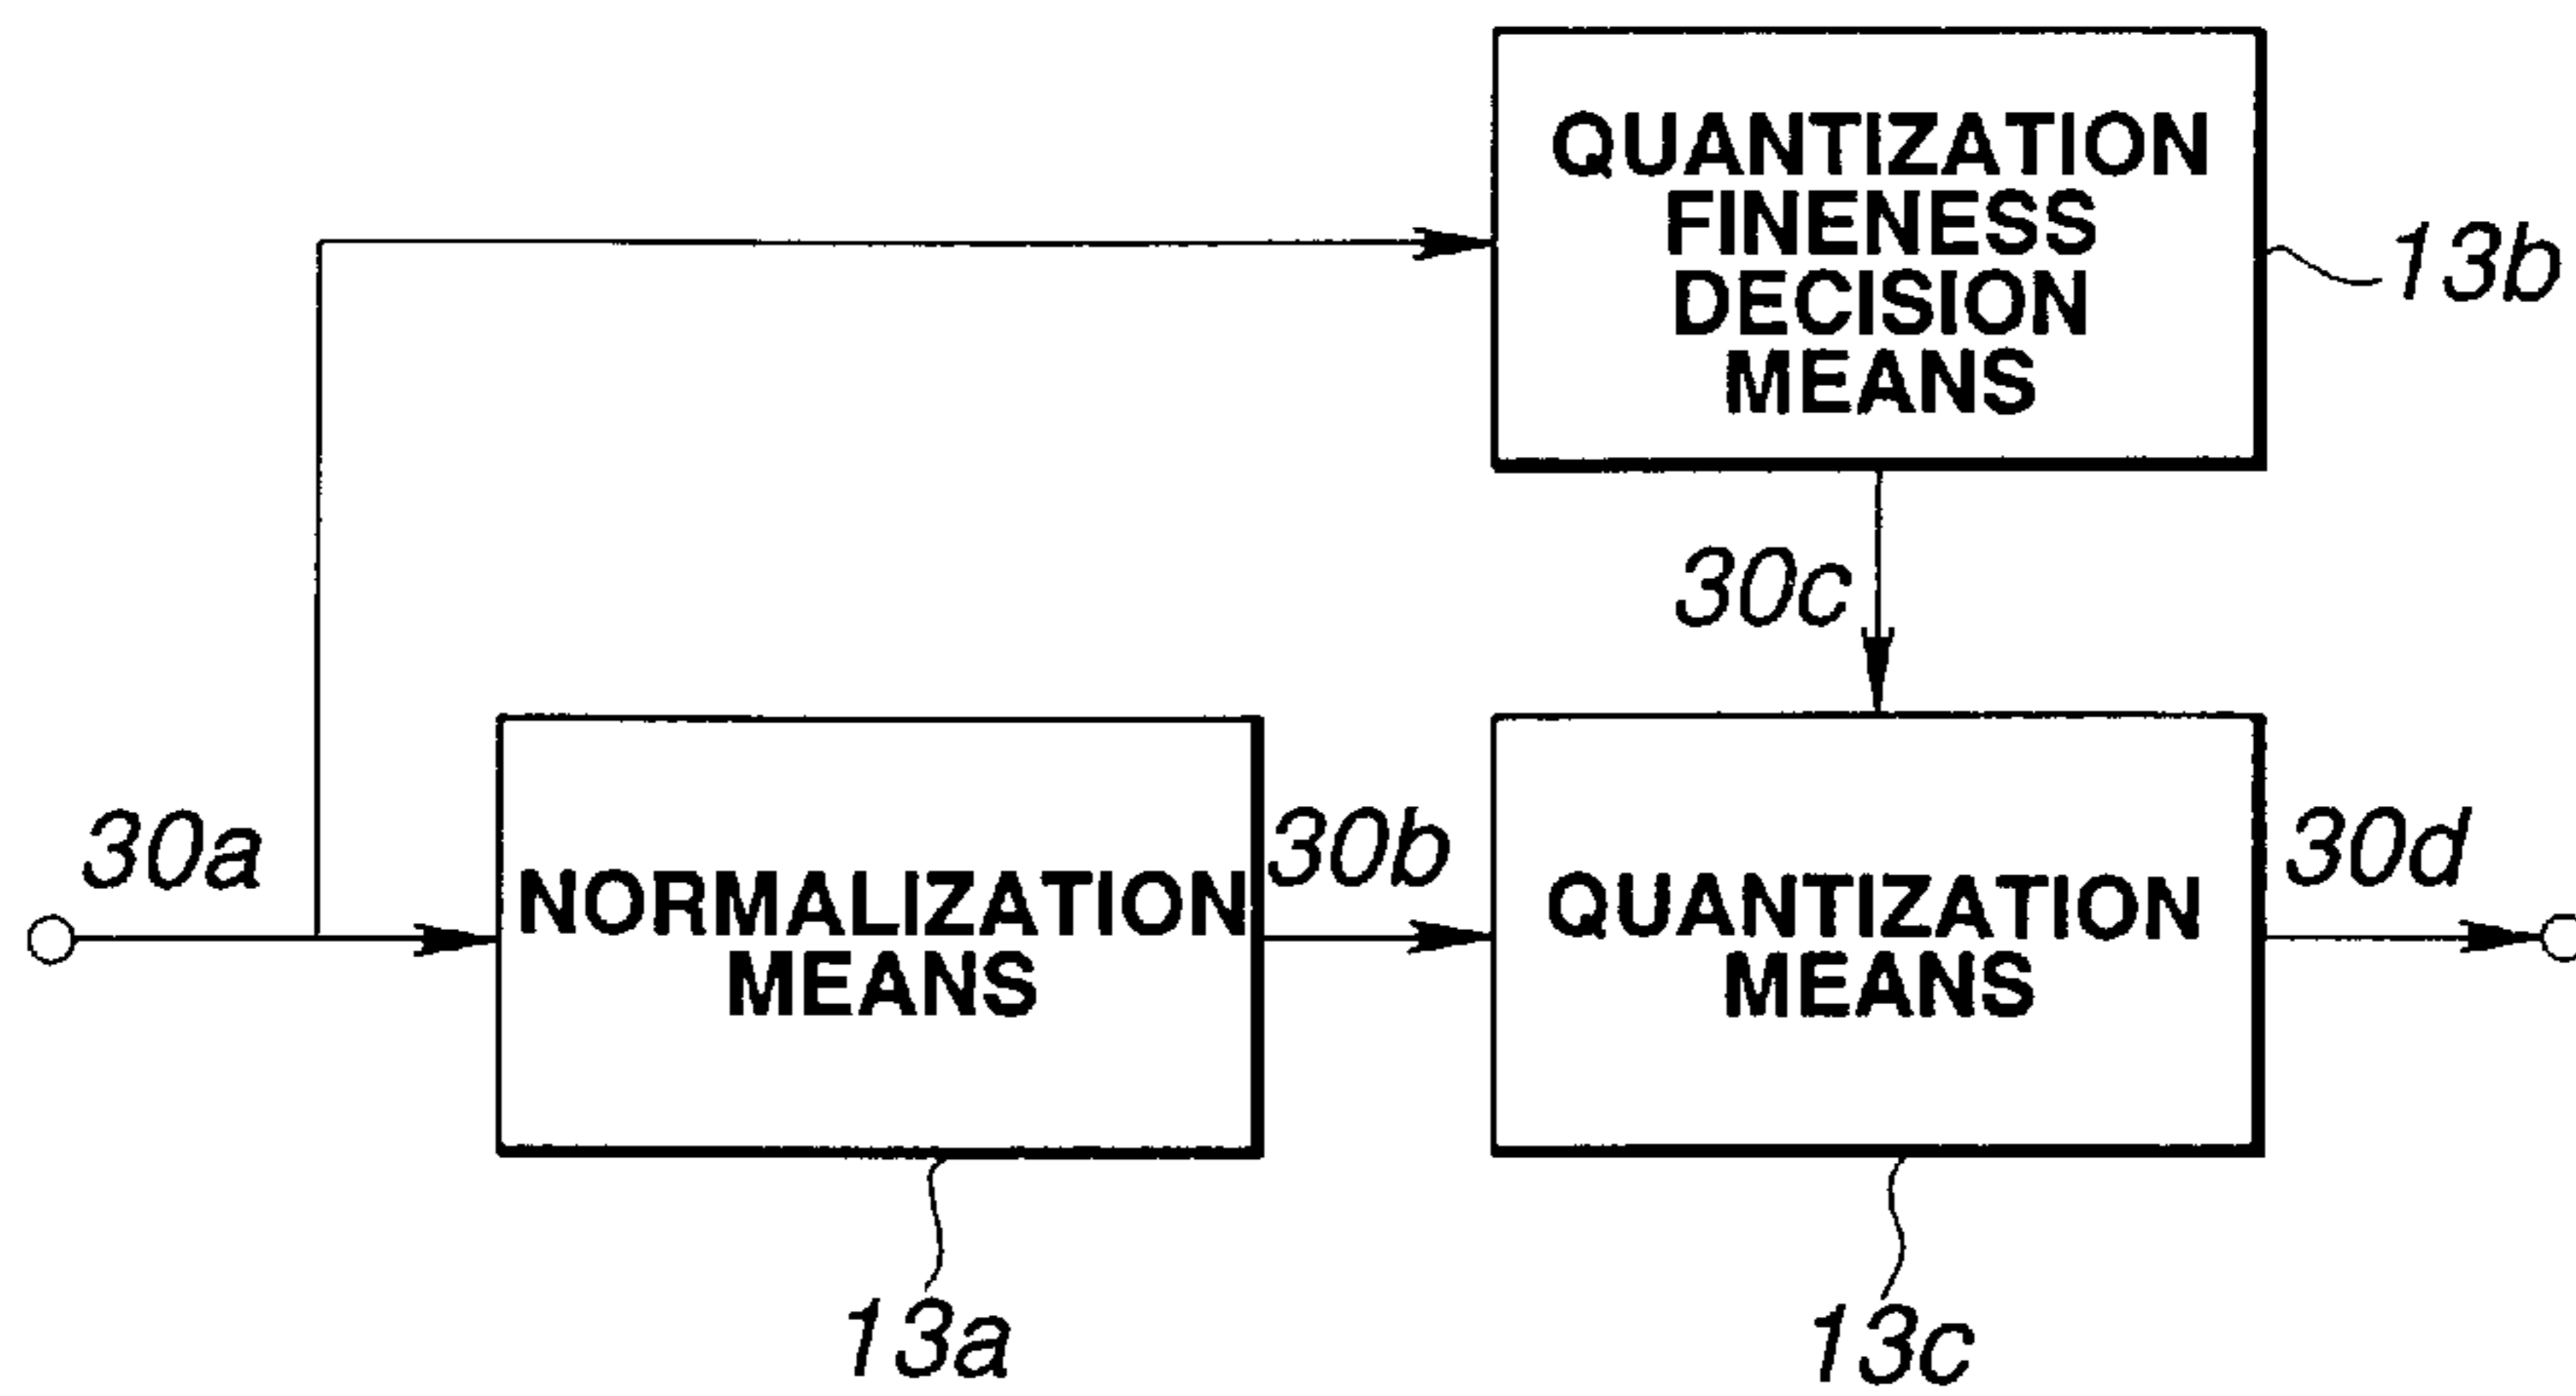 QUANTIZATION
FINENESS
DECISION
MEANS
13b
30c
30a
NORMALIZATION
MEANS
30b
QUANTIZATION
MEANS
30d
13a
13c